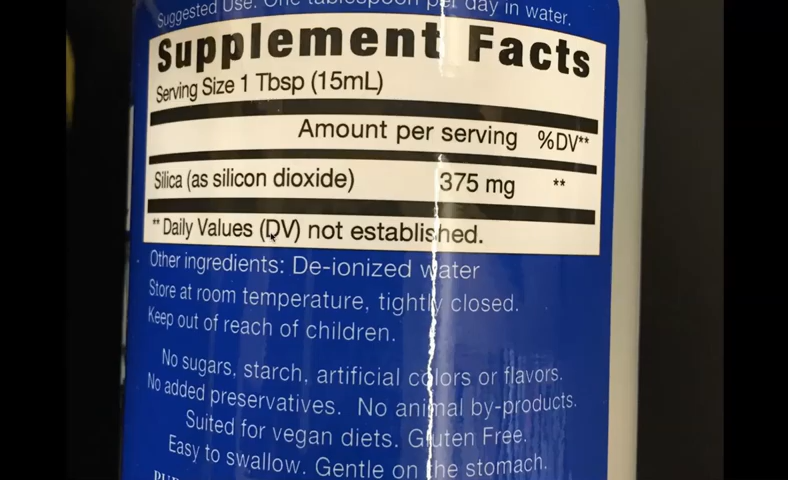 Suggested Use: One tablespoon per day in water.
Supplement Facts
Serving Size 1 Tbsp (15mL)
Amount per serving %DV**
Silica (as silicon dioxide) 375 mg **
** Daily Values (DV) not established.
Other ingredients: De-ionized water
Store at room temperature, tightly closed.
Keep out of reach of children.
No sugars, starch, artificial colors or flavors.
No added preservatives. No animal by-products.
Suited for vegan diets. Gluten Free.
Easy to swallow. Gentle on the stomach.